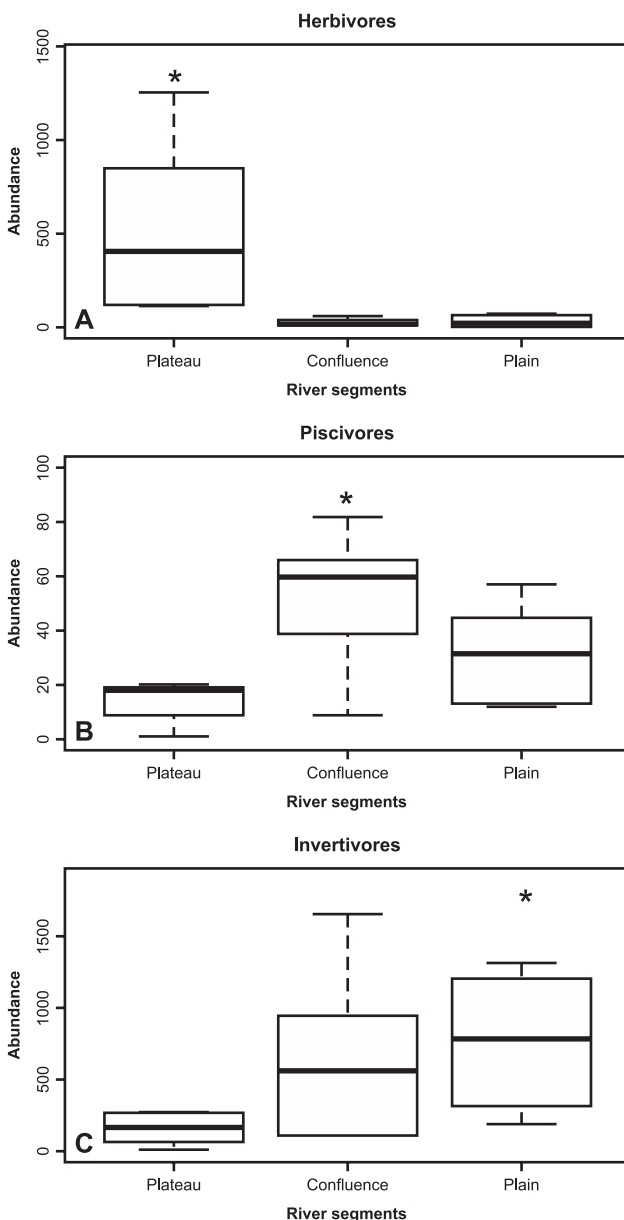 Herbivores
*
1500
1000
500
0
Abundance
A
Plateau Confluence Plain
River segments
Piscivores
*
100
80
60
40
20
0
Abundance
B
Plateau Confluence Plain
River segments
Invertivores
*
1500
1000
500
0
Abundance
C
Plateau Confluence Plain
River segments